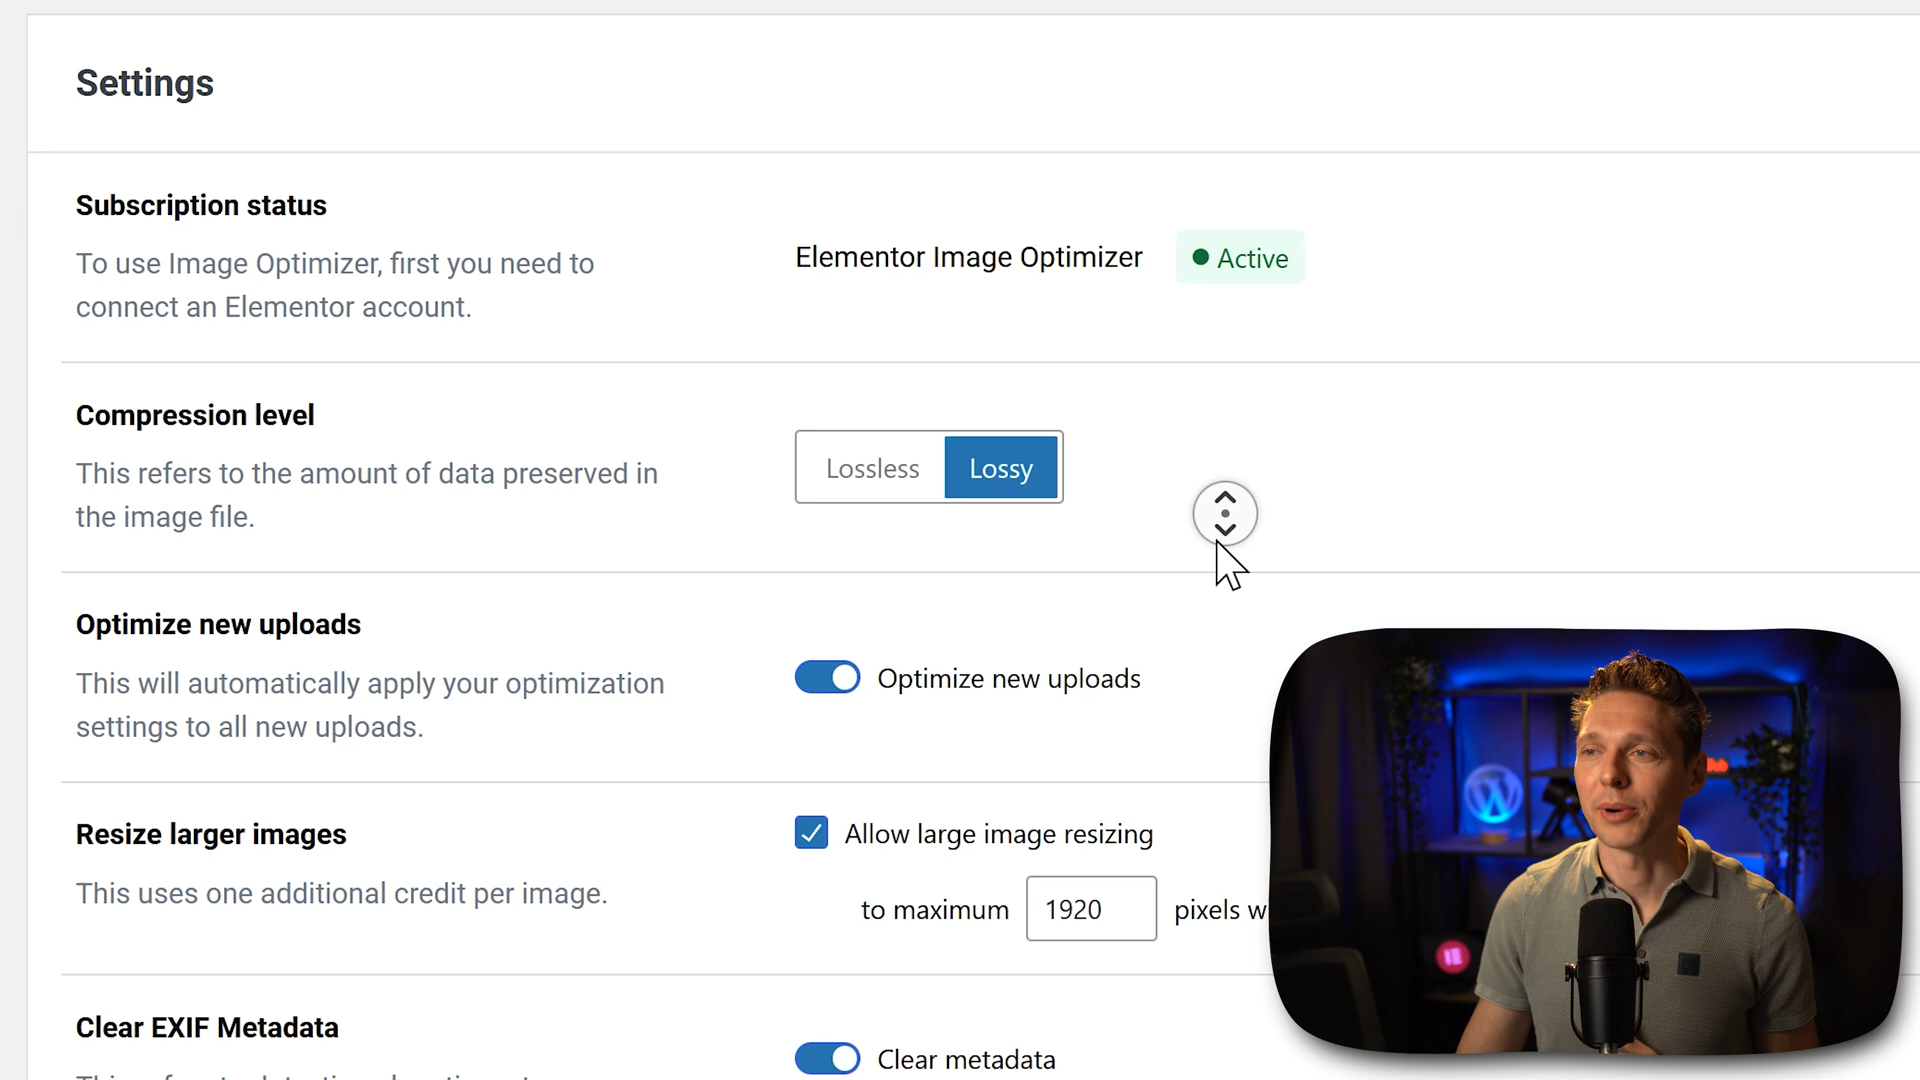 Settings
Subscription status
To use Image Optimizer, first you need to
connect an Elementor account.
Elementor Image Optimizer
Active
Compression level
This refers to the amount of data preserved in
the image file.
Lossless
Lossy
Optimize new uploads
This will automatically apply your optimization
settings to all new uploads.
Optimize new uploads
Resize larger images
This uses one additional credit per image.
Allow large image resizing
to maximum 1920 pixels
Clear EXIF Metadata
Clear metadata